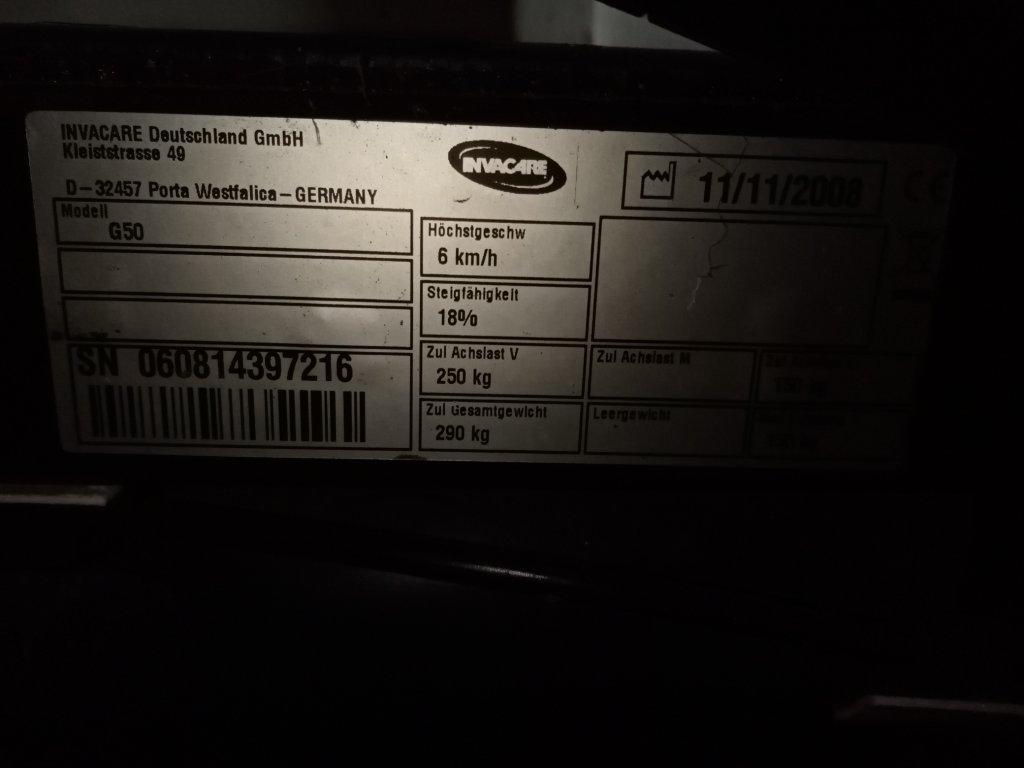 INVACARE Deutschland GmbH
Kleiststrasse 49
D-32457 Porta Westfalica-GERMANY
INVACARE
11/11/2008
CE
Modell
G50
SN 060814397216
Höchstgeschw
6 km/h
Steigfähigkeit
18%
Zul Achslast V
250 kg
Zul Achslast M
Zul Gesamtgewicht
290 kg
Leergewicht